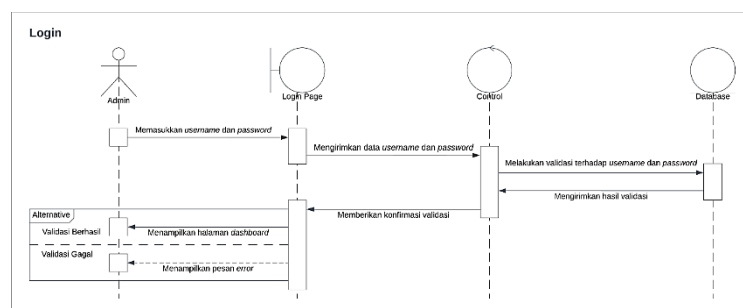 Login
Admin
Login Page
Control
Database
Memasukkan username dan password
Mengirimkan data username dan password
Melakukan validasi terhadap username dan password
Mengirimkan hasil validasi
Memberikan konfirmasi validasi
Alternative
Validasi Berhasil
Menampilkan halaman dashboard
Validasi Gagal
Menampilkan pesan error